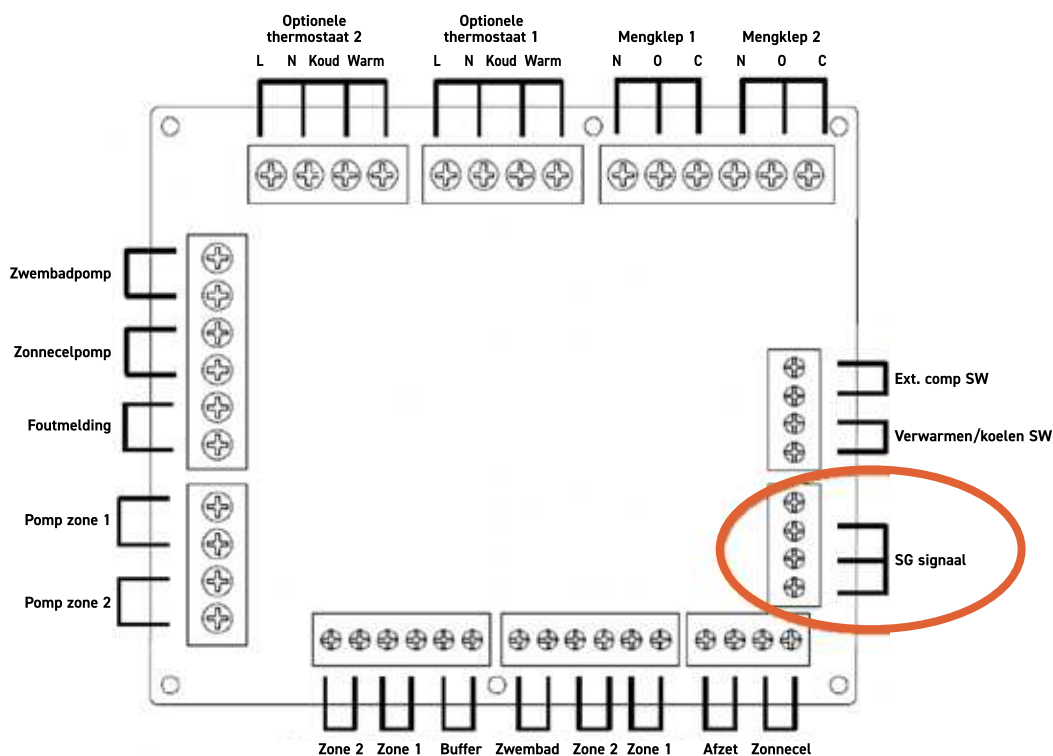 Optionele
thermostaat 2
Optionele
thermostaat 1
Mengklep 1
Mengklep 2
L N Koud Warm
L N Koud Warm
N O C
N O C
Zwembadpomp
Zonnecelpomp
Foutmelding
Pomp zone 1
Pomp zone 2
Ext. comp SW
Verwarmen/koelen SW
SG signaal
Zone 2 Zone 1 Buffer Zwembad Zone 2 Zone 1 Afzet Zonnecel